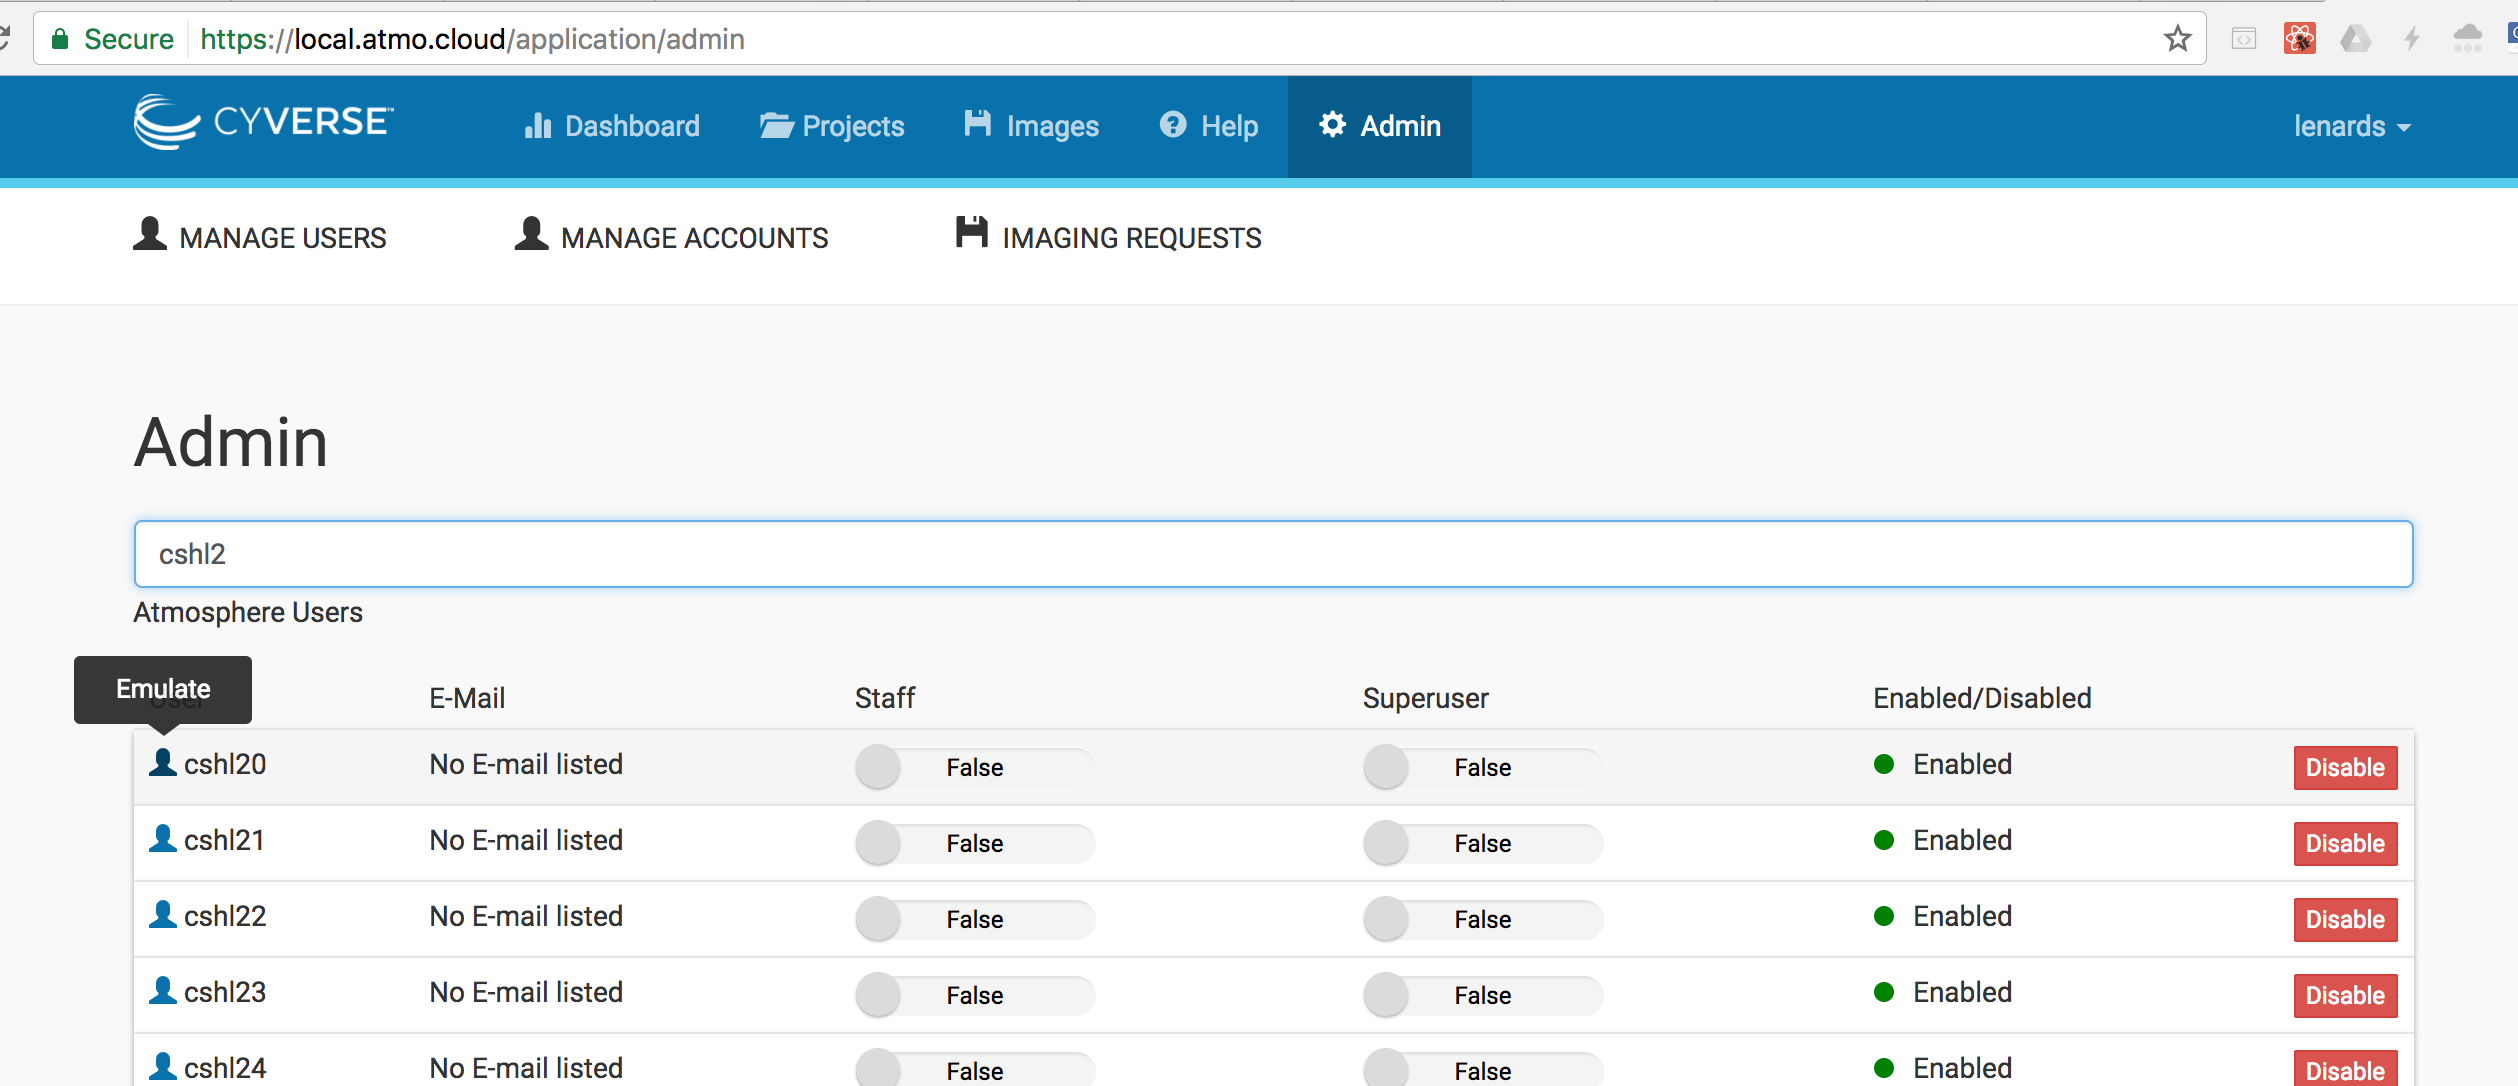 Secure https://local.atmo.cloud/application/admin
CYVERSE™ Dashboard Projects Images Help Admin lenards
MANAGE USERS MANAGE ACCOUNTS IMAGING REQUESTS
Admin
cshl2
Atmosphere Users
Emulate
User E-Mail Staff Superuser Enabled/Disabled
cshl20 No E-mail listed False False Enabled Disable
cshl21 No E-mail listed False False Enabled Disable
cshl22 No E-mail listed False False Enabled Disable
cshl23 No E-mail listed False False Enabled Disable
cshl24 No E-mail listed False False Enabled Disable